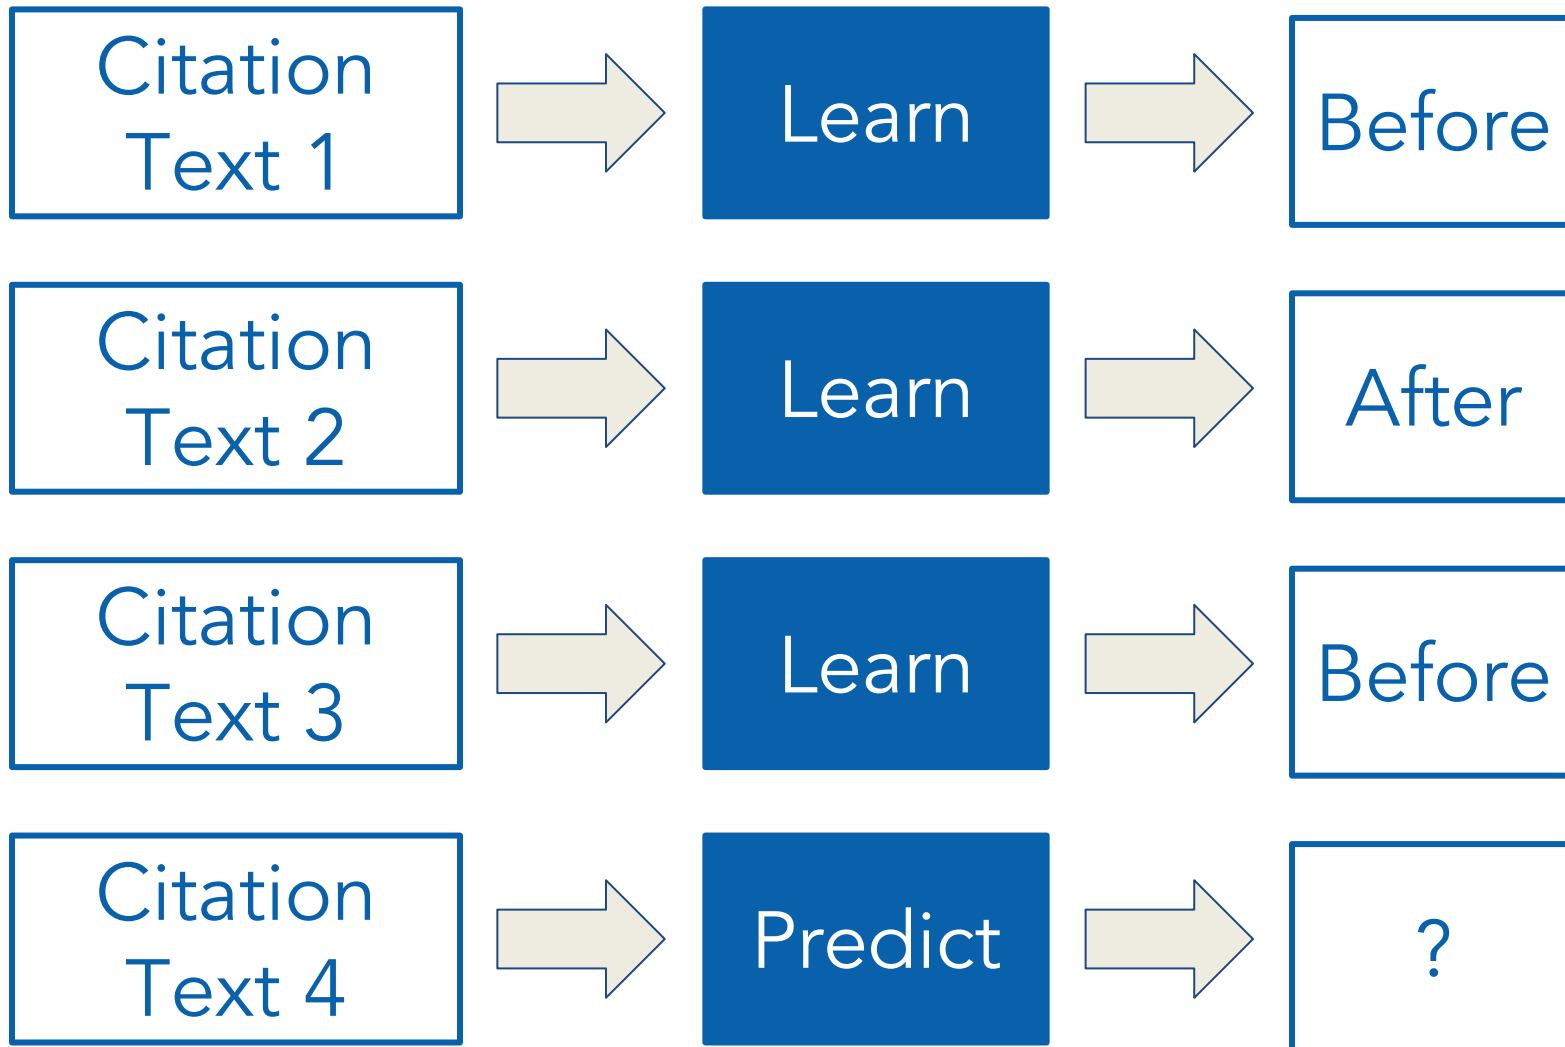 Citation
Text 1
Learn
Before
Citation
Text 2
Learn
After
Citation
Text 3
Learn
Before
Citation
Text 4
Predict
?